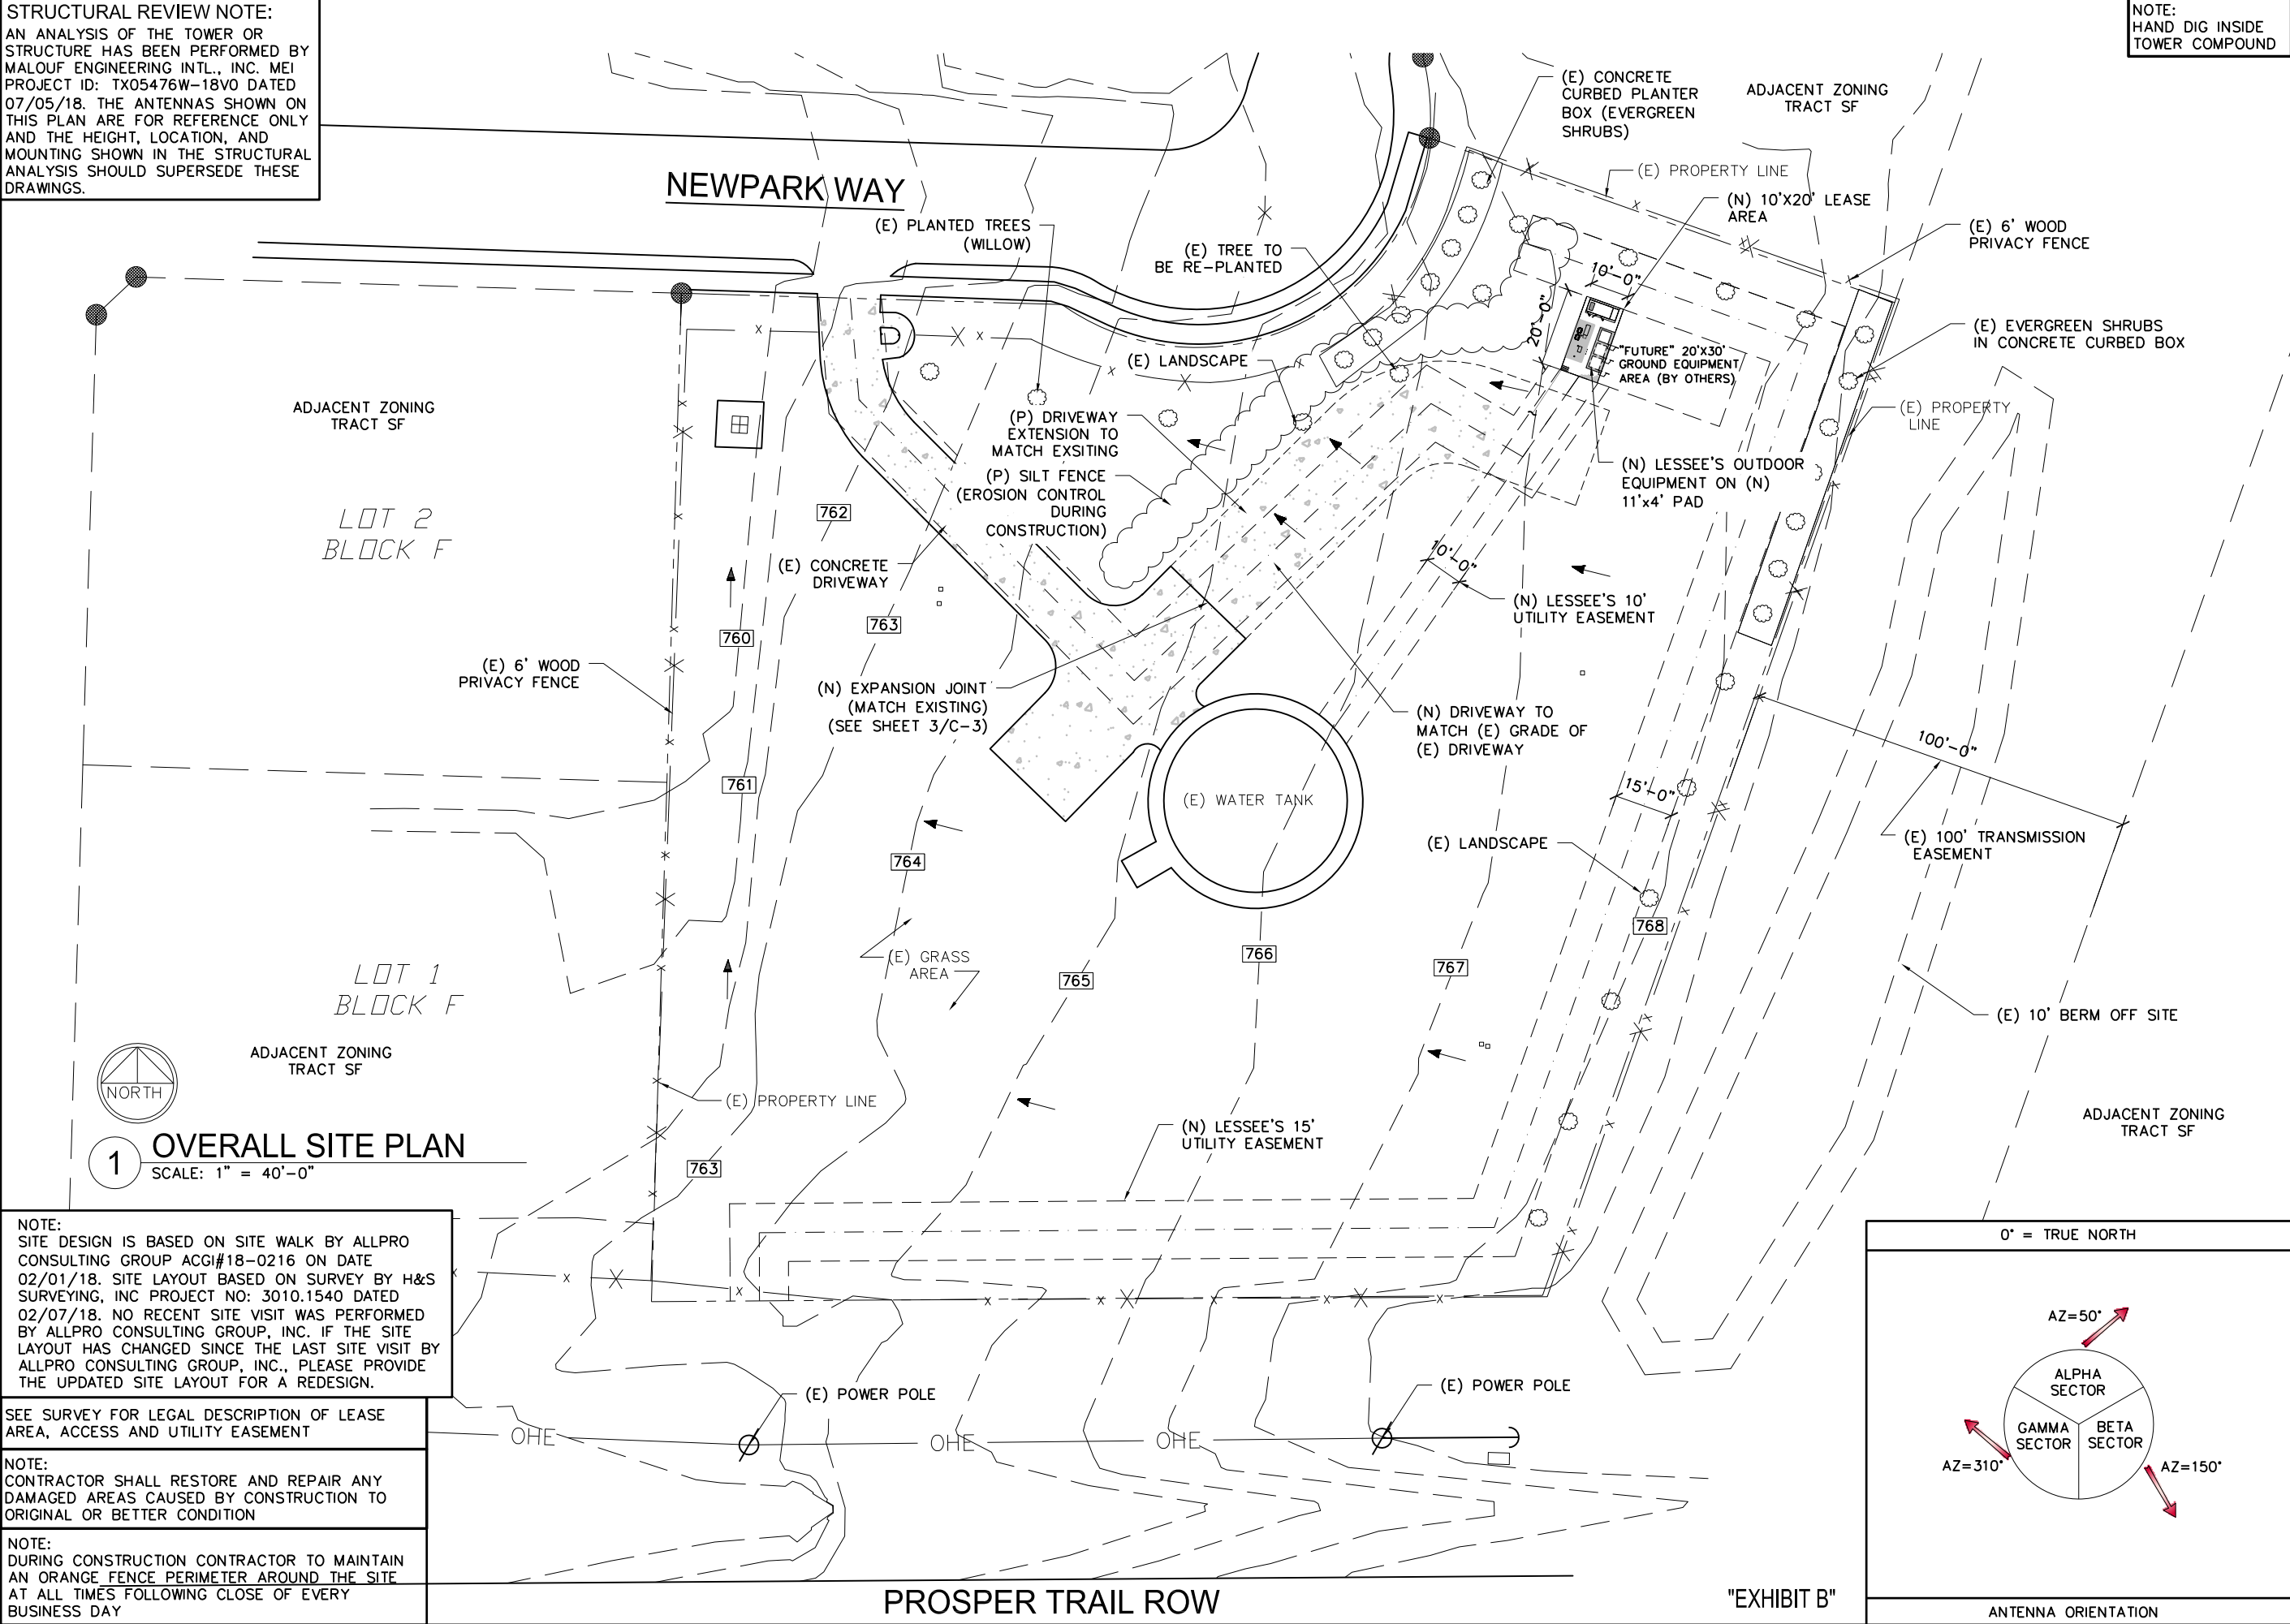 STRUCTURAL REVIEW NOTE:
AN ANALYSIS OF THE TOWER OR
STRUCTURE HAS BEEN PERFORMED BY
MALOUF ENGINEERING INTL., INC. MEI
PROJECT ID: TX05476W-18V0 DATED
07/05/18. THE ANTENNAS SHOWN ON
THIS PLAN ARE FOR REFERENCE ONLY
AND THE HEIGHT, LOCATION, AND
MOUNTING SHOWN IN THE STRUCTURAL
ANALYSIS SHOULD SUPERSEDE THESE
DRAWINGS.
NOTE:
HAND DIG INSIDE
TOWER COMPOUND
(E) CONCRETE
CURBED PLANTER
BOX (EVERGREEN
SHRUBS)
ADJACENT ZONING
TRACT SF
(E) PROPERTY LINE
(N) 10'X20' LEASE
AREA
NEWPARK WAY
(E) PLANTED TREES
(WILLOW)
(E) TREE TO
BE RE-PLANTED
(E) 6' WOOD
PRIVACY FENCE
10'-0"
20'-0"
(E) EVERGREEN SHRUBS
IN CONCRETE CURBED BOX
"FUTURE" 20'X30'
GROUND EQUIPMENT
AREA (BY OTHERS)
(E) LANDSCAPE
ADJACENT ZONING
TRACT SF
(P) DRIVEWAY
EXTENSION TO
MATCH EXSITING
(E) PROPERTY
LINE
(P) SILT FENCE
(EROSION CONTROL
DURING
CONSTRUCTION)
(N) LESSEE'S OUTDOOR
EQUIPMENT ON (N)
11'x4' PAD
LOT 2
BLOCK F
762
(E) CONCRETE
DRIVEWAY
10'-0"
(N) LESSEE'S 10'
UTILITY EASEMENT
760
763
(E) 6' WOOD
PRIVACY FENCE
(N) EXPANSION JOINT
(MATCH EXISTING)
(SEE SHEET 3/C-3)
(N) DRIVEWAY TO
MATCH (E) GRADE OF
(E) DRIVEWAY
100'-0"
761
(E) WATER TANK
15'-0"
(E) 100' TRANSMISSION
EASEMENT
764
(E) LANDSCAPE
768
(E) GRASS
AREA
765
766
767
LOT 1
BLOCK F
(E) 10' BERM OFF SITE
ADJACENT ZONING
TRACT SF
NORTH
(E) PROPERTY LINE
ADJACENT ZONING
TRACT SF
1
OVERALL SITE PLAN
SCALE: 1" = 40'-0"
(N) LESSEE'S 15'
UTILITY EASEMENT
763
NOTE:
SITE DESIGN IS BASED ON SITE WALK BY ALLPRO
CONSULTING GROUP ACGI#18-0216 ON DATE
02/01/18. SITE LAYOUT BASED ON SURVEY BY H&S
SURVEYING, INC PROJECT NO: 3010.1540 DATED
02/07/18. NO RECENT SITE VISIT WAS PERFORMED
BY ALLPRO CONSULTING GROUP, INC. IF THE SITE
LAYOUT HAS CHANGED SINCE THE LAST SITE VISIT BY
ALLPRO CONSULTING GROUP, INC., PLEASE PROVIDE
THE UPDATED SITE LAYOUT FOR A REDESIGN.
0° = TRUE NORTH
AZ=50°
ALPHA
SECTOR
GAMMA
SECTOR
BETA
SECTOR
AZ=310°
AZ=150°
ANTENNA ORIENTATION
(E) POWER POLE
(E) POWER POLE
SEE SURVEY FOR LEGAL DESCRIPTION OF LEASE
AREA, ACCESS AND UTILITY EASEMENT
OHE
OHE
OHE
NOTE:
CONTRACTOR SHALL RESTORE AND REPAIR ANY
DAMAGED AREAS CAUSED BY CONSTRUCTION TO
ORIGINAL OR BETTER CONDITION
NOTE:
DURING CONSTRUCTION CONTRACTOR TO MAINTAIN
AN ORANGE FENCE PERIMETER AROUND THE SITE
AT ALL TIMES FOLLOWING CLOSE OF EVERY
BUSINESS DAY
PROSPER TRAIL ROW
"EXHIBIT B"